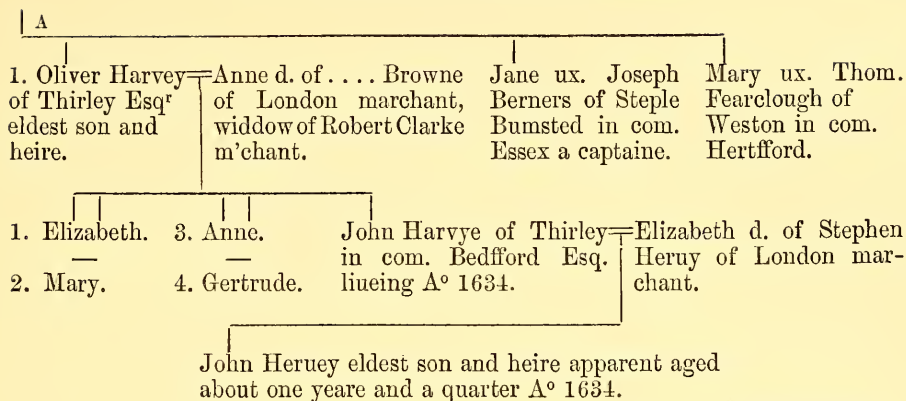 A
1. Oliver Harvey
of Thirley Esqʳ
eldest son and
heire.
Anne d. of . . . . Browne
of London marchant,
widdow of Robert Clarke
m'chant.
Jane ux. Joseph
Berners of Steple
Bumsted in com.
Essex a captaine.
Mary ux. Thom.
Fearclough of
Weston in com.
Hertfford.
1. Elizabeth.
—
2. Mary.
3. Anne.
—
4. Gertrude.
John Harvye of Thirley
in com. Bedfford Esq.
liueing Aº 1634.
Elizabeth d. of Stephen
Heruy of London mar-
chant.
John Heruey eldest son and heire apparent aged
about one yeare and a quarter Aº 1634.